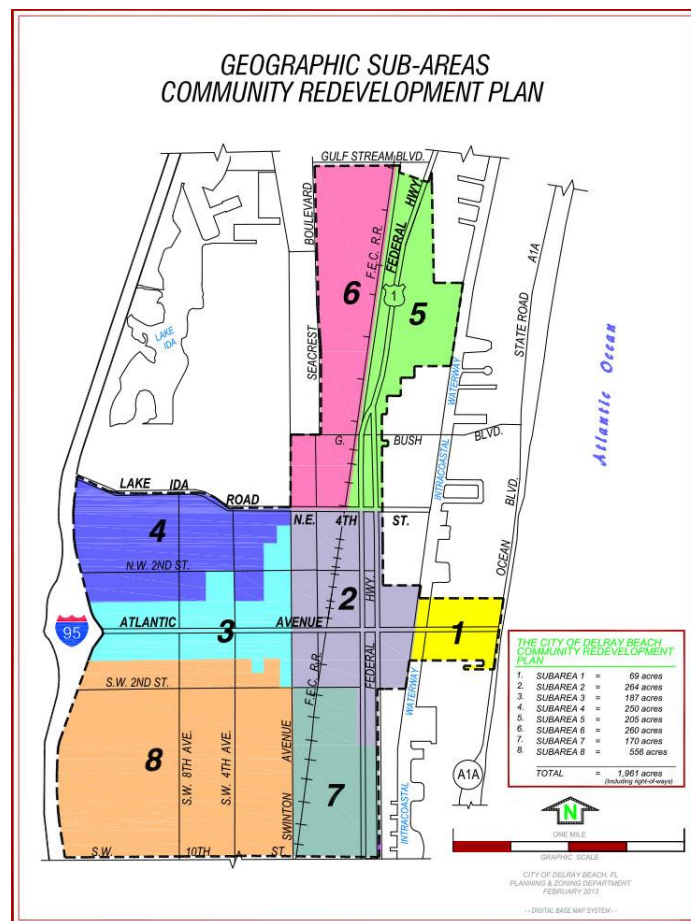 GEOGRAPHIC SUB-AREAS
COMMUNITY REDEVELOPMENT PLAN
GULF STREAM BLVD.
BOULEVARD
SEACREST
F.E.C. R.R.
FEDERAL HWY
1
6
5
LAKE
IDA
STATE ROAD A1A
Atlantic Ocean
WATERWAY
INTRACOASTAL
G. BUSH BLVD.
OCEAN BLVD.
LAKE IDA ROAD
N.E. 4TH ST.
4
N.W. 2ND ST.
2
HWY
FEDERAL
95
ATLANTIC AVENUE
3
1
F.E.C. R.R.
S.W. 2ND ST.
WATERWAY
INTRACOASTAL
8
S.W. 8TH AVE.
S.W. 4TH AVE.
SWINTON AVENUE
7
S.W. 10TH ST.
A1A
THE CITY OF DELRAY BEACH
COMMUNITY REDEVELOPMENT
PLAN
1. SUBAREA 1 = 69 acres
2. SUBAREA 2 = 264 acres
3. SUBAREA 3 = 187 acres
4. SUBAREA 4 = 250 acres
5. SUBAREA 5 = 205 acres
6. SUBAREA 6 = 260 acres
7. SUBAREA 7 = 170 acres
8. SUBAREA 8 = 556 acres
TOTAL = 1,961 acres
(including right-of-ways)
N
ONE MILE
GRAPHIC SCALE
CITY OF DELRAY BEACH, FL
PLANNING & ZONING DEPARTMENT
FEBRUARY 2013
-- DIGITAL BASE MAP SYSTEM --